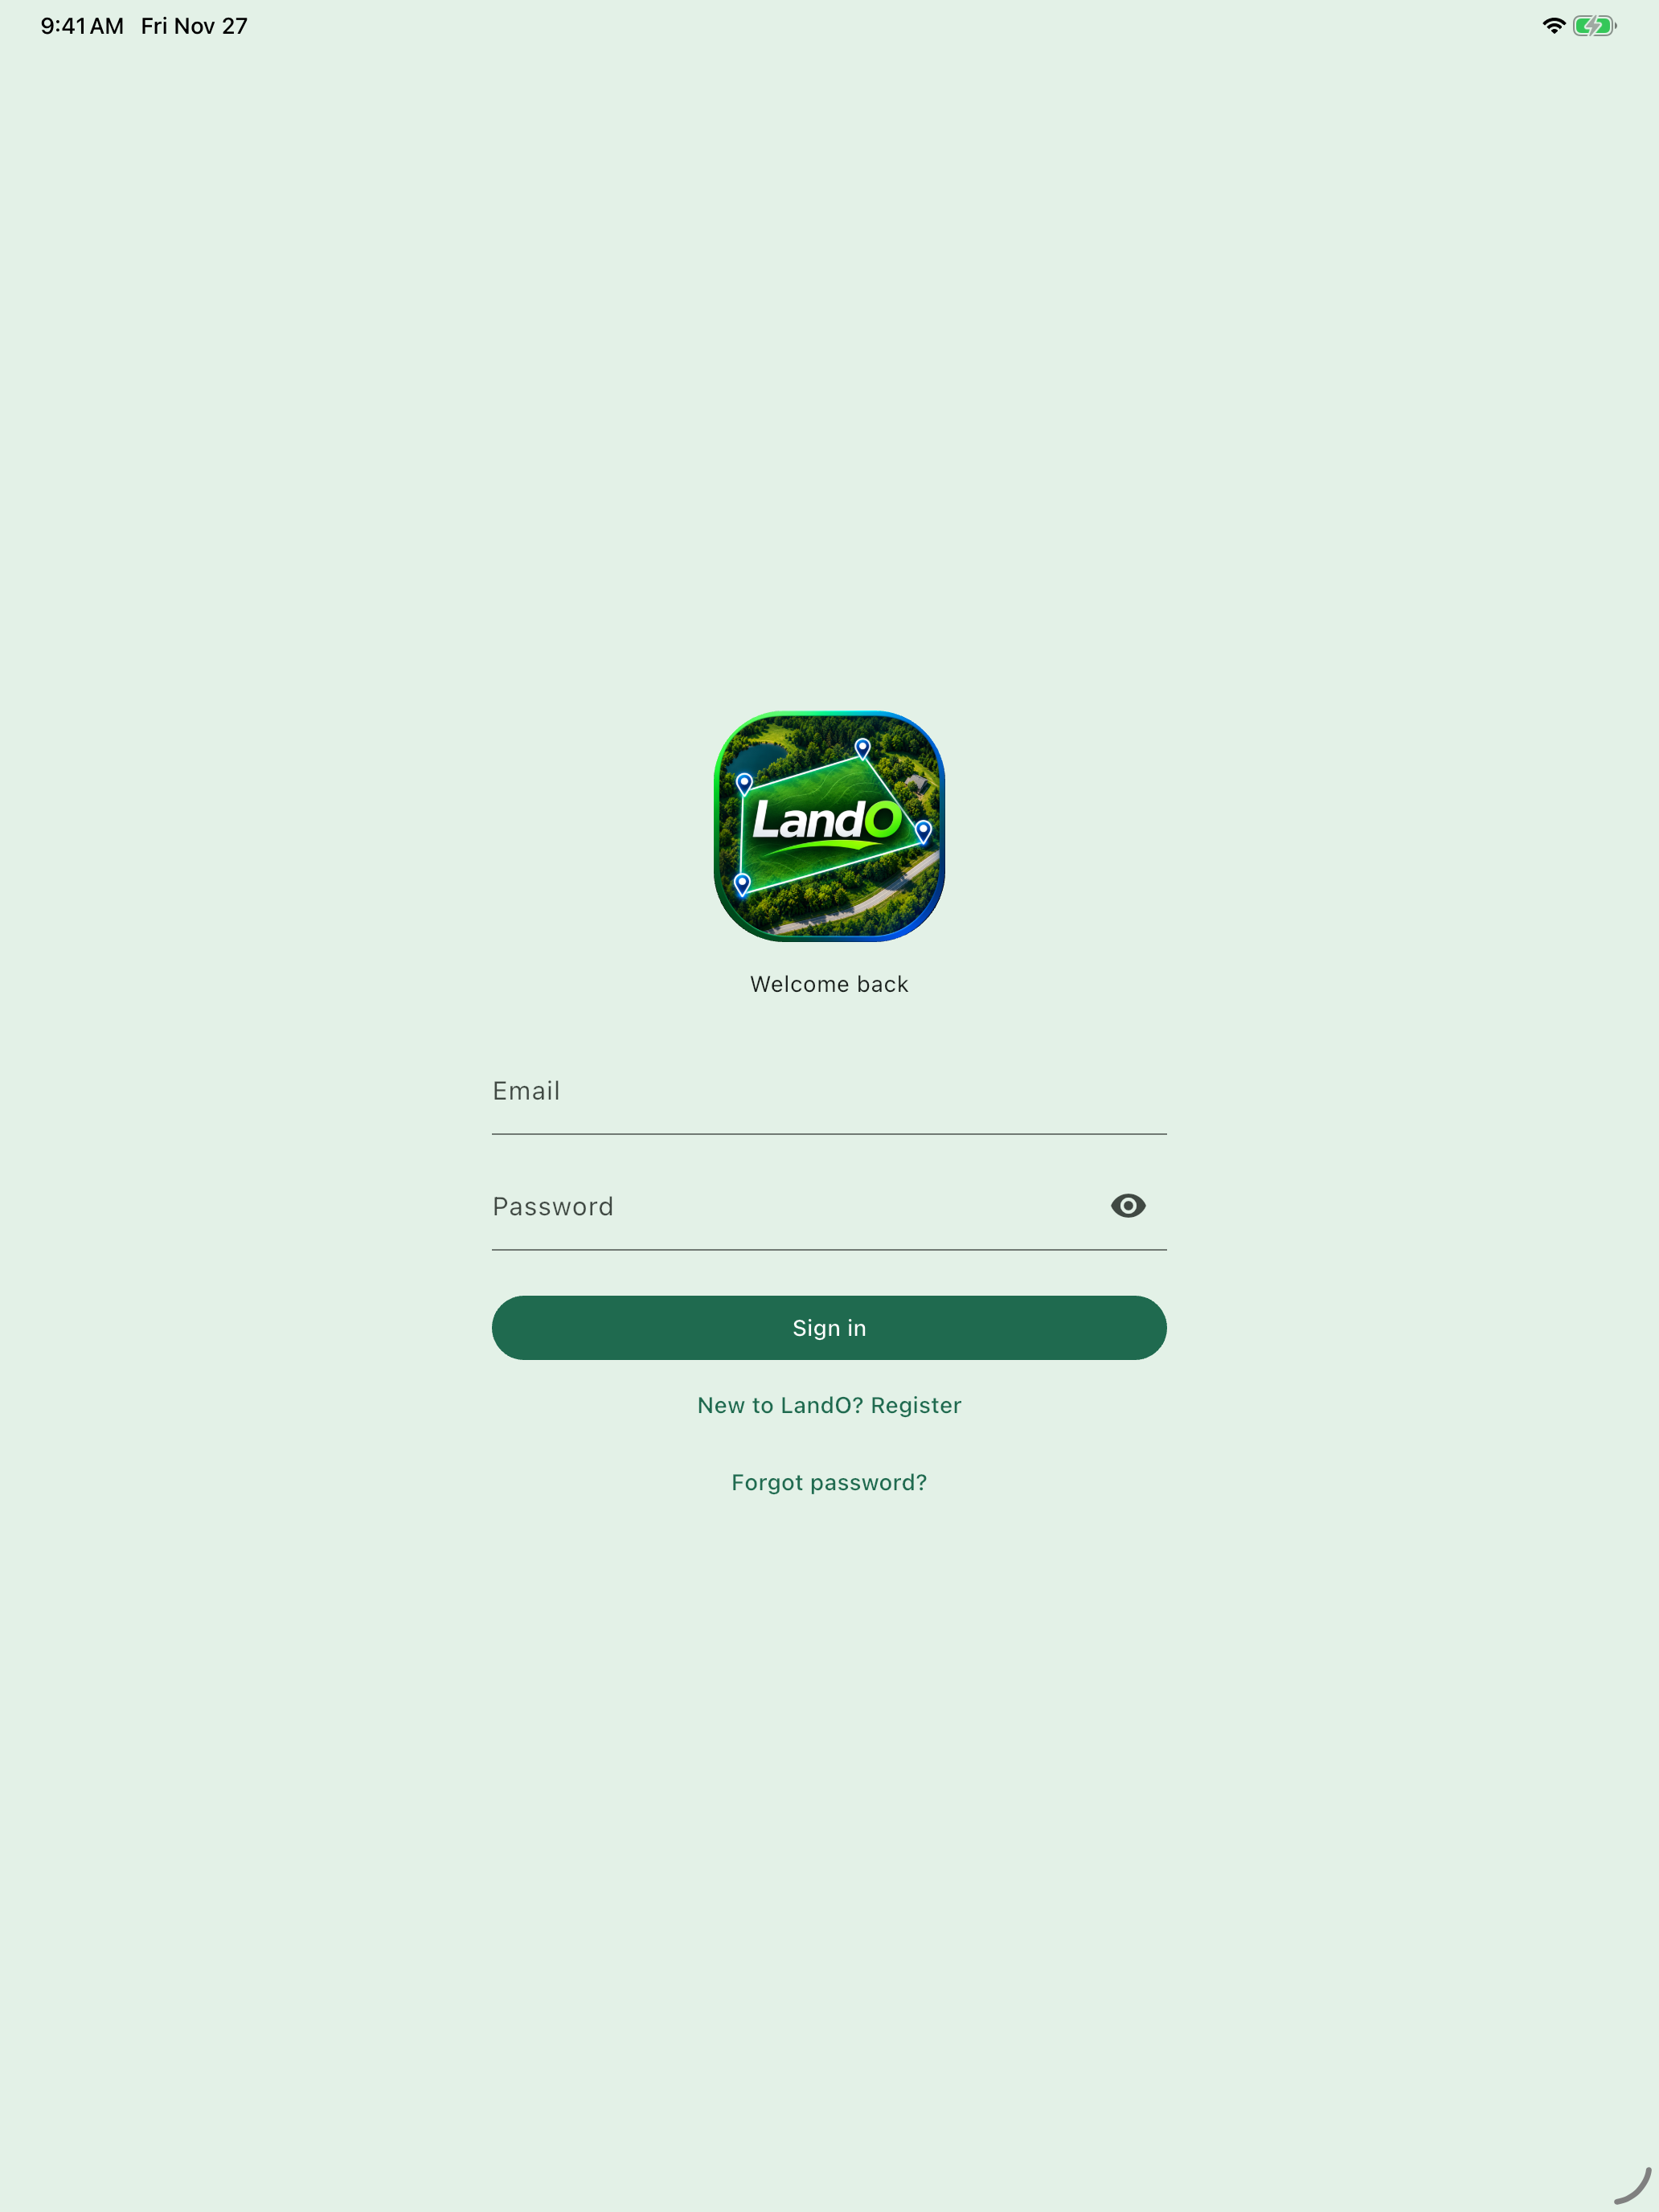 9:41 AM Fri Nov 27
LandO
Welcome back
Email
Password
Sign in
New to LandO? Register
Forgot password?